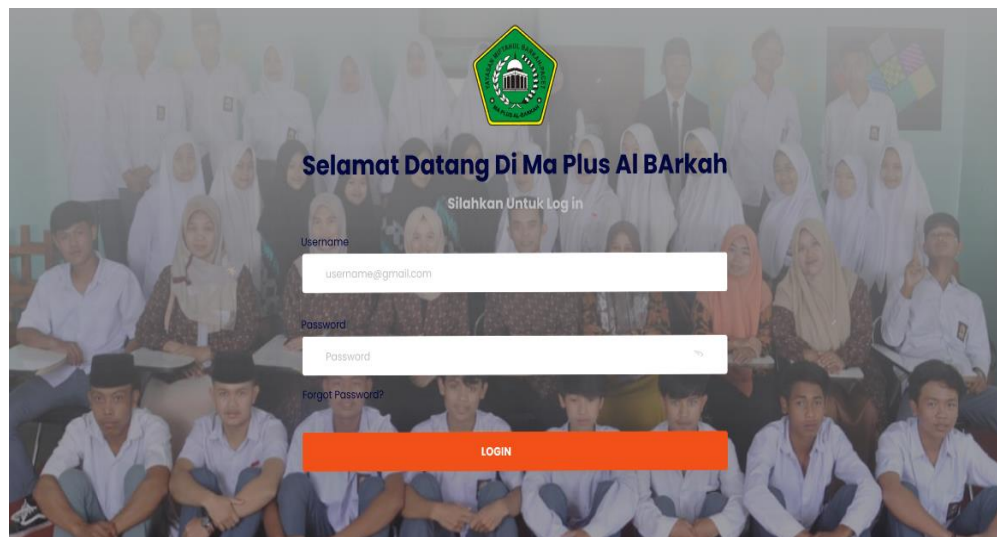 Selamat Datang Di Ma Plus Al BArkah
Silahkan Untuk Log in
Username
username@gmail.com
Password
Password
Forgot Password?
LOGIN